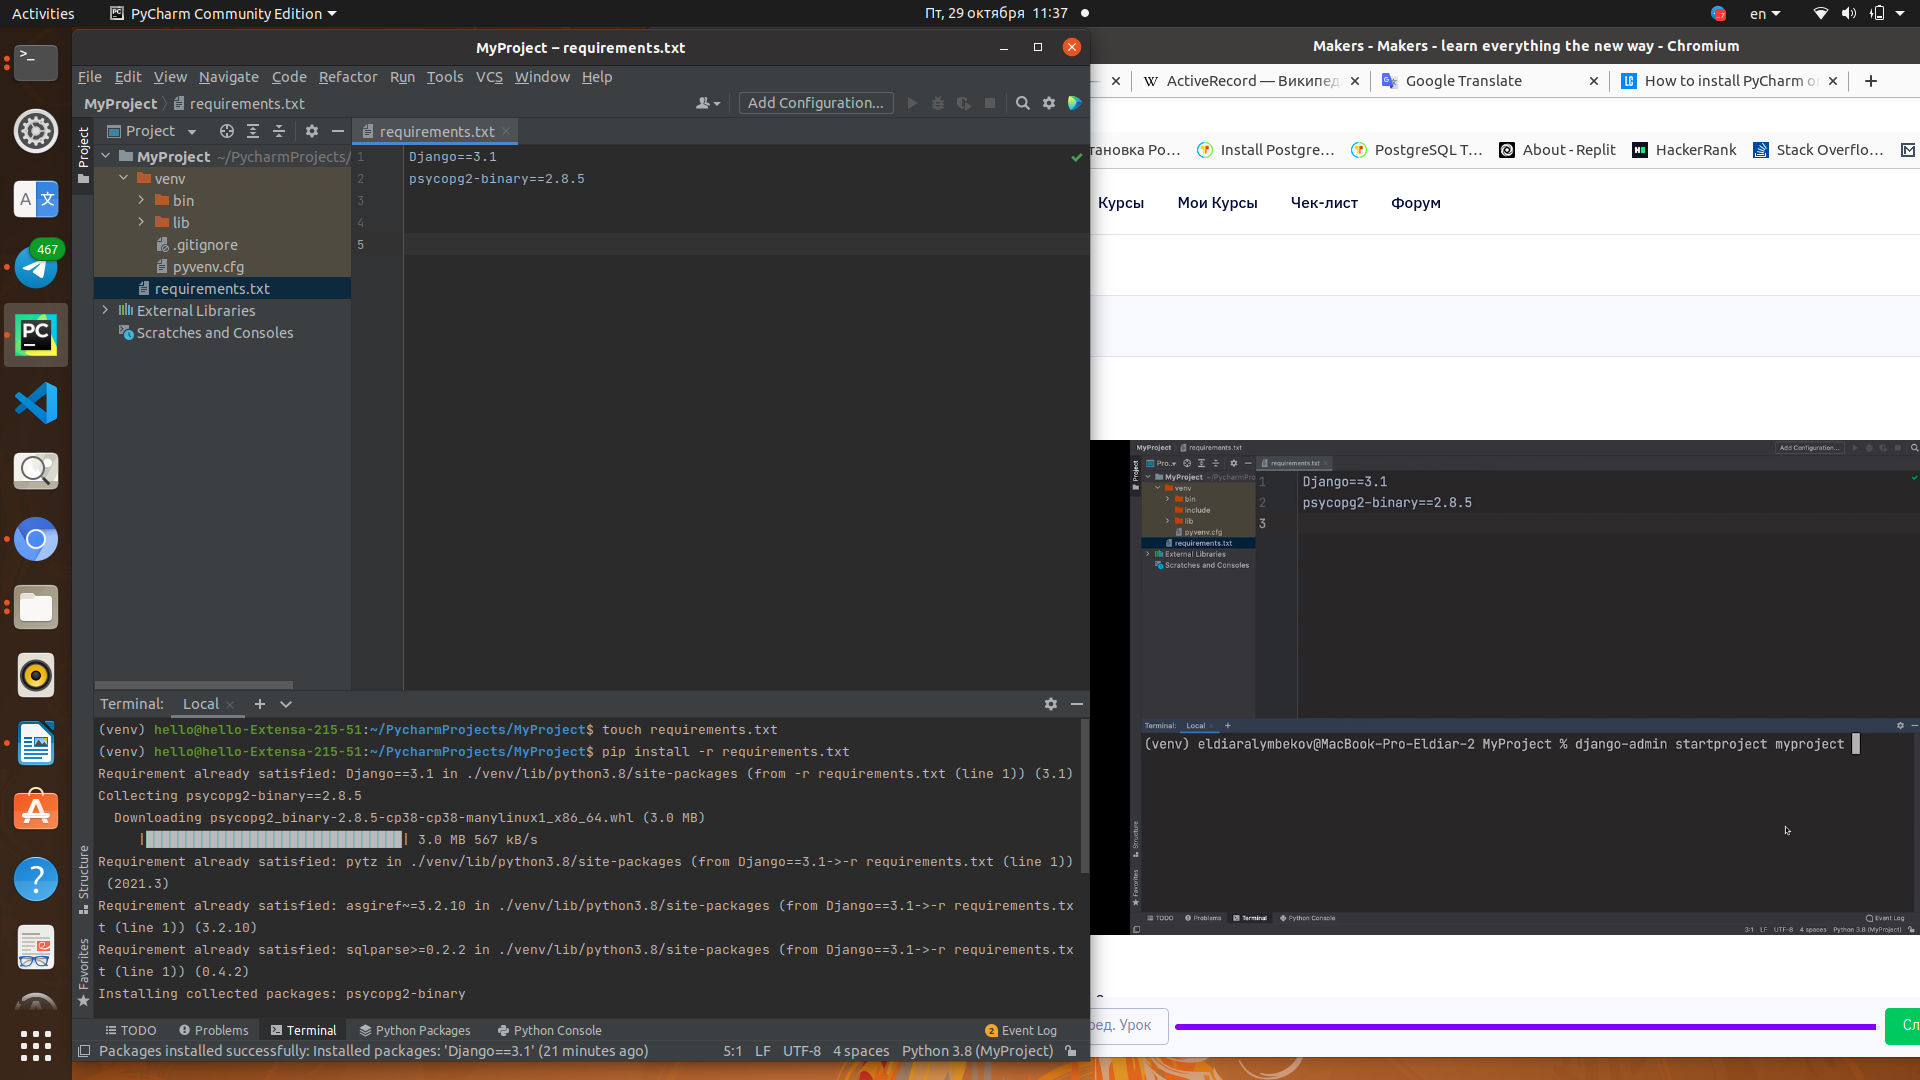 Activities
PyCharm Community Edition
Пт, 29 октября 11:37
en
MyProject – requirements.txt
File Edit View Navigate Code Refactor Run Tools VCS Window Help
MyProject requirements.txt
Add Configuration...
Project
Project
requirements.txt
MyProject ~/PycharmProjects/
venv
bin
lib
.gitignore
pyvenv.cfg
requirements.txt
External Libraries
Scratches and Consoles
1 Django==3.1
2 psycopg2-binary==2.8.5
3
4
5
467
Terminal: Local
(venv) hello@hello-Extensa-215-51:~/PycharmProjects/MyProject$ touch requirements.txt
(venv) hello@hello-Extensa-215-51:~/PycharmProjects/MyProject$ pip install -r requirements.txt
Requirement already satisfied: Django==3.1 in ./venv/lib/python3.8/site-packages (from -r requirements.txt (line 1)) (3.1)
Collecting psycopg2-binary==2.8.5
Downloading psycopg2_binary-2.8.5-cp38-cp38-manylinux1_x86_64.whl (3.0 MB)
| 3.0 MB 567 kB/s
Requirement already satisfied: pytz in ./venv/lib/python3.8/site-packages (from Django==3.1->-r requirements.txt (line 1))
(2021.3)
Requirement already satisfied: asgiref~=3.2.10 in ./venv/lib/python3.8/site-packages (from Django==3.1->-r requirements.tx
t (line 1)) (3.2.10)
Requirement already satisfied: sqlparse>=0.2.2 in ./venv/lib/python3.8/site-packages (from Django==3.1->-r requirements.tx
t (line 1)) (0.4.2)
Installing collected packages: psycopg2-binary
Structure
Favorites
TODO Problems Terminal Python Packages Python Console
2 Event Log
Packages installed successfully: Installed packages: 'Django==3.1' (21 minutes ago)
5:1 LF UTF-8 4 spaces Python 3.8 (MyProject)
Makers - Makers - learn everything the new way - Chromium
ActiveRecord — Википед
Google Translate
How to install PyCharm o
тановка Po... Install Postgre... PostgreSQL T... About - Replit HackerRank Stack Overflo...
Курсы Мои Курсы Чек-лист Форум
MyProject requirements.txt
Add Configuration...
Project
Pro..
requirements.txt
MyProject ~/PycharmPro
venv
bin
include
lib
pyvenv.cfg
requirements.txt
External Libraries
Scratches and Consoles
1 Django==3.1
2 psycopg2-binary==2.8.5
3
Terminal: Local
(venv) eldiaralymbekov@MacBook-Pro-Eldiar-2 MyProject % django-admin startproject myproject
Structure
Favorites
TODO Problems Terminal Python Console
Event Log
3:1 LF UTF-8 4 spaces Python 3.8 (MyProject)
ред. Урок
Сл